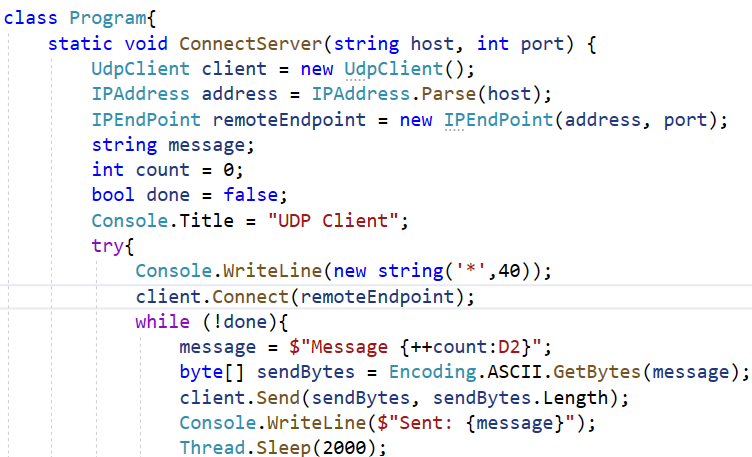 class Program{
static void ConnectServer(string host, int port) {
UdpClient client = new UdpClient();
IPAddress address = IPAddress.Parse(host);
IPEndPoint remoteEndpoint = new IPEndPoint(address, port);
string message;
int count = 0;
bool done = false;
Console.Title = "UDP Client";
try{
Console.WriteLine(new string('*',40));
client.Connect(remoteEndpoint);
while (!done){
message = $"Message {++count:D2}";
byte[] sendBytes = Encoding.ASCII.GetBytes(message);
client.Send(sendBytes, sendBytes.Length);
Console.WriteLine($"Sent: {message}");
Thread.Sleep(2000);